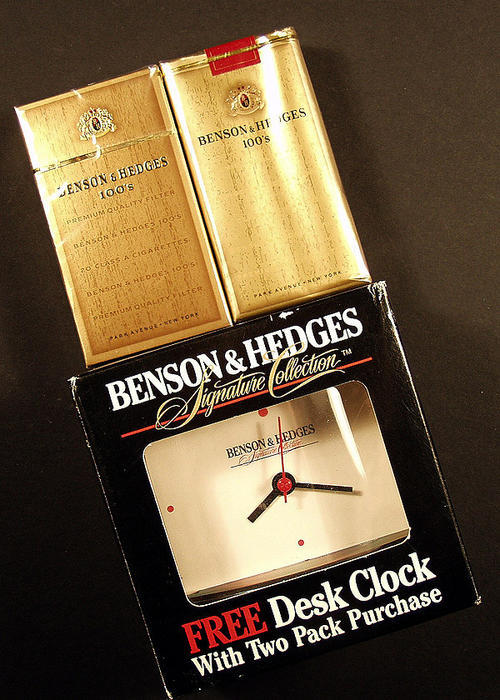 BENSON & HEDGES
100's
PREMIUM QUALITY FILTER
BENSON & HEDGES 100'S
20 CLASS A CIGARETTES
BENSON & HEDGES 100'S
PREMIUM QUALITY FILTER
PARK AVENUE • NEW YORK
BENSON & HEDGES
100's
PARK AVENUE • NEW YORK
BENSON & HEDGES
Signature Collection™
BENSON & HEDGES
Signature Collection
FREE Desk Clock
With Two Pack Purchase